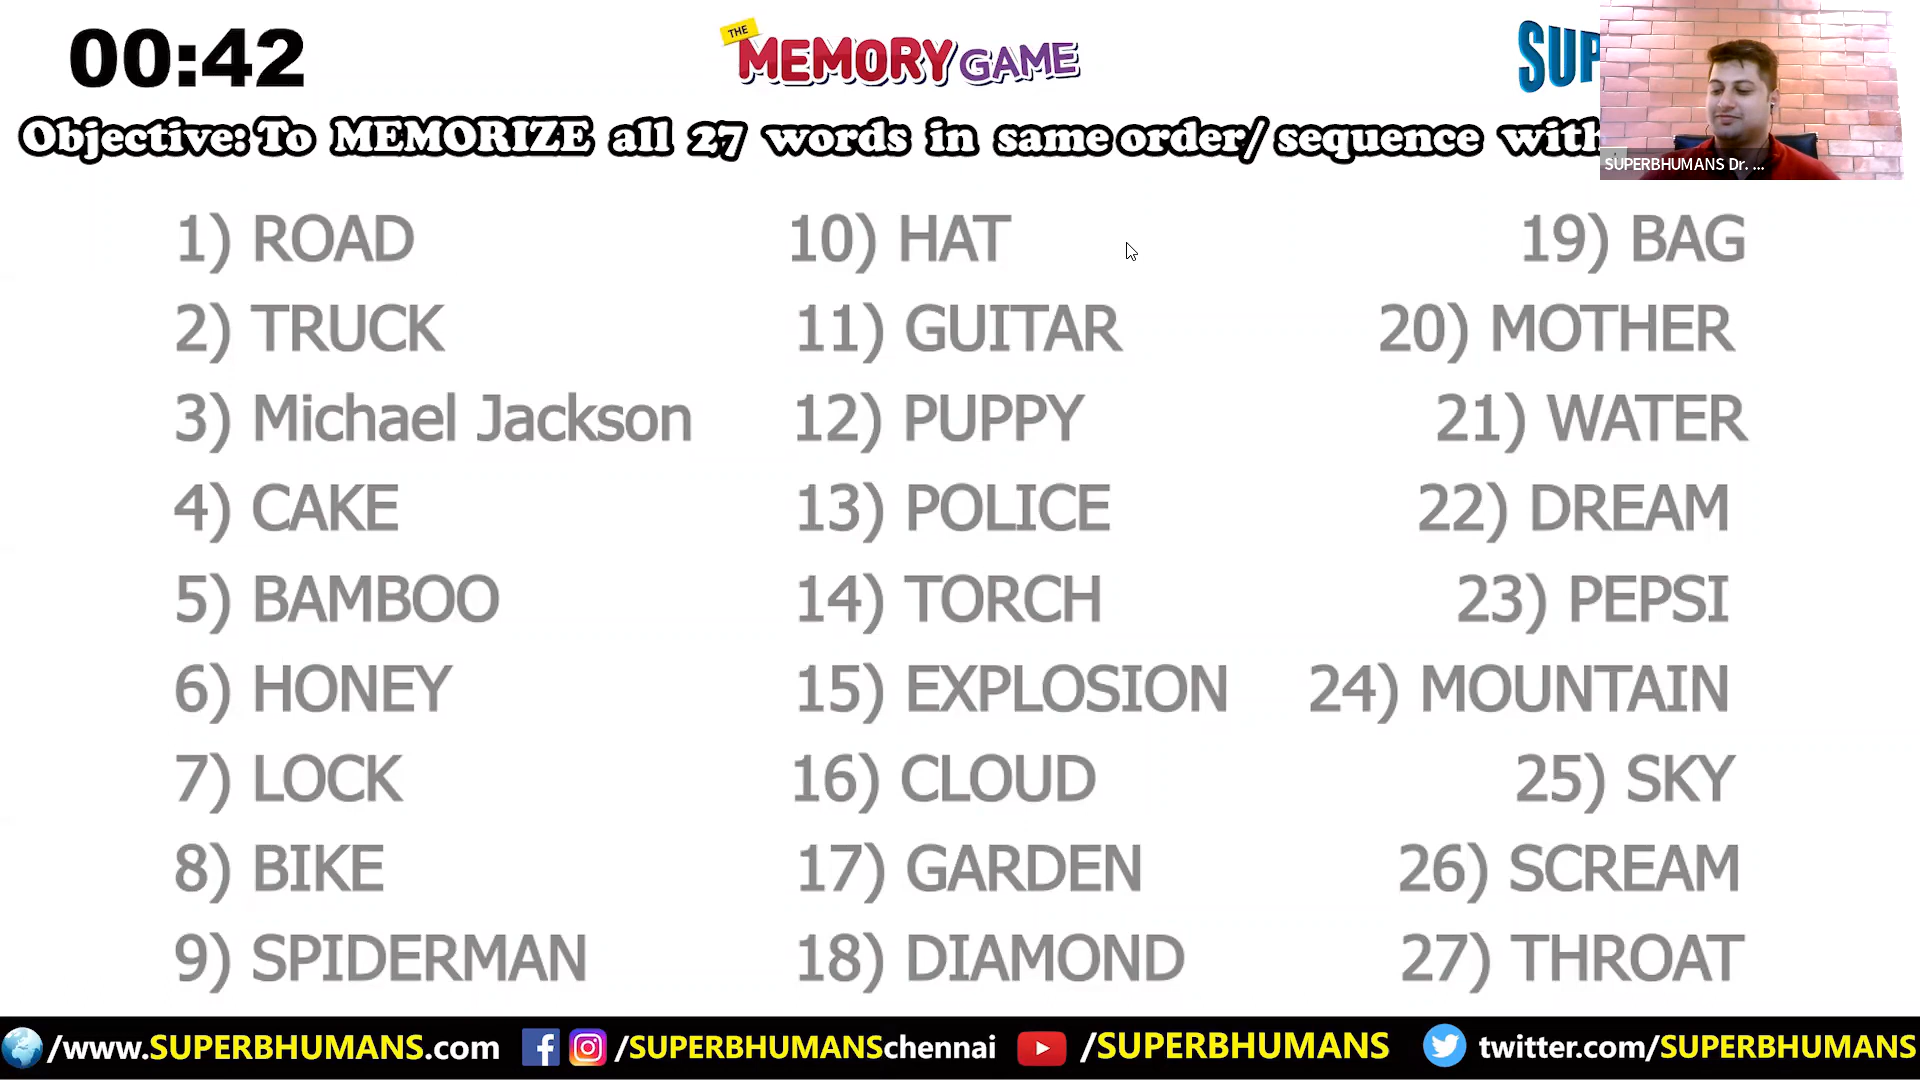 00:42
THE
MEMORY GAME
SUP
Objective: To MEMORIZE all 27 words in same order/ sequence with
SUPERBHUMANS Dr. ...
1) ROAD
2) TRUCK
3) Michael Jackson
4) CAKE
5) BAMBOO
6) HONEY
7) LOCK
8) BIKE
9) SPIDERMAN
10) HAT
11) GUITAR
12) PUPPY
13) POLICE
14) TORCH
15) EXPLOSION
16) CLOUD
17) GARDEN
18) DIAMOND
19) BAG
20) MOTHER
21) WATER
22) DREAM
23) PEPSI
24) MOUNTAIN
25) SKY
26) SCREAM
27) THROAT
/www.SUPERBHUMANS.com /SUPERBHUMANSchennai /SUPERBHUMANS twitter.com/SUPERBHUMANS